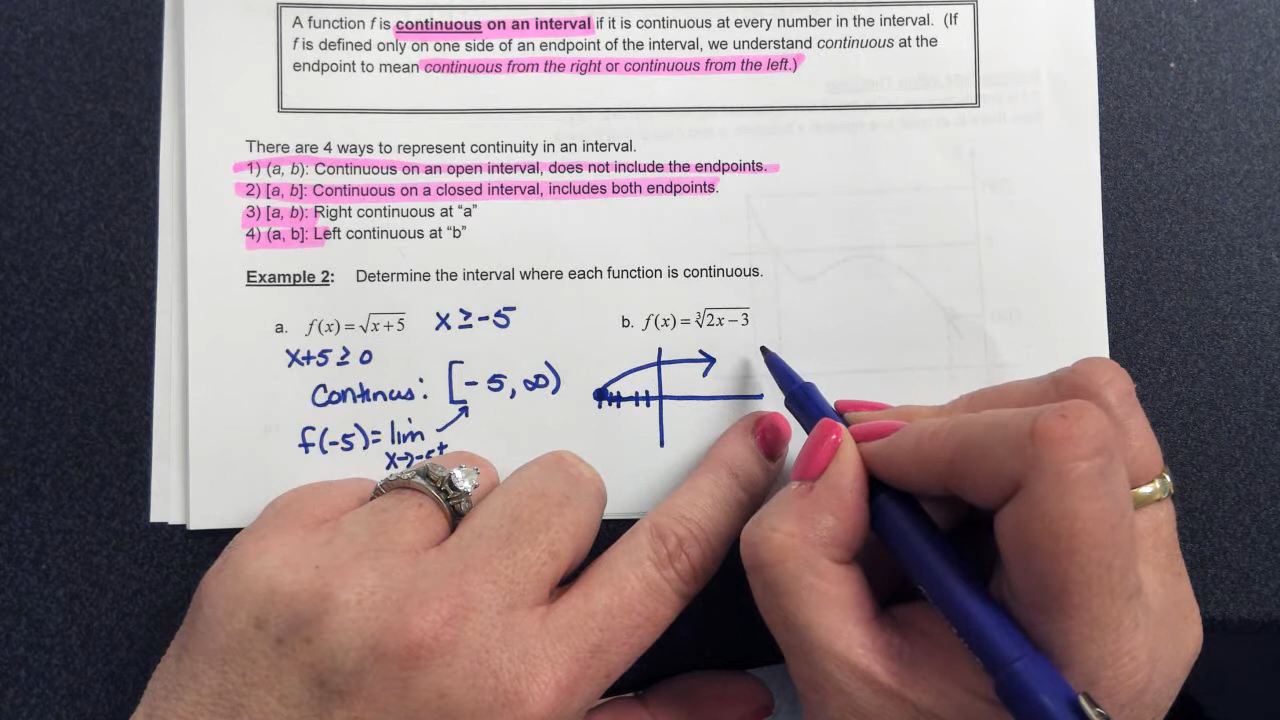 A function f is continuous on an interval if it is continuous at every number in the interval. (If
f is defined only on one side of an endpoint of the interval, we understand continuous at the
endpoint to mean continuous from the right or continuous from the left.)
There are 4 ways to represent continuity in an interval.
1) (a, b): Continuous on an open interval, does not include the endpoints.
2) [a, b]: Continuous on a closed interval, includes both endpoints.
3) [a, b): Right continuous at “a”
4) (a, b]: Left continuous at “b”
Example 2: Determine the interval where each function is continuous.
a. f(x) = √x+5 x ≥ -5
x+5 ≥ 0
Continus: [-5, ∞)
f(-5) = lim
x→-5+
b. f(x) = ∛2x−3